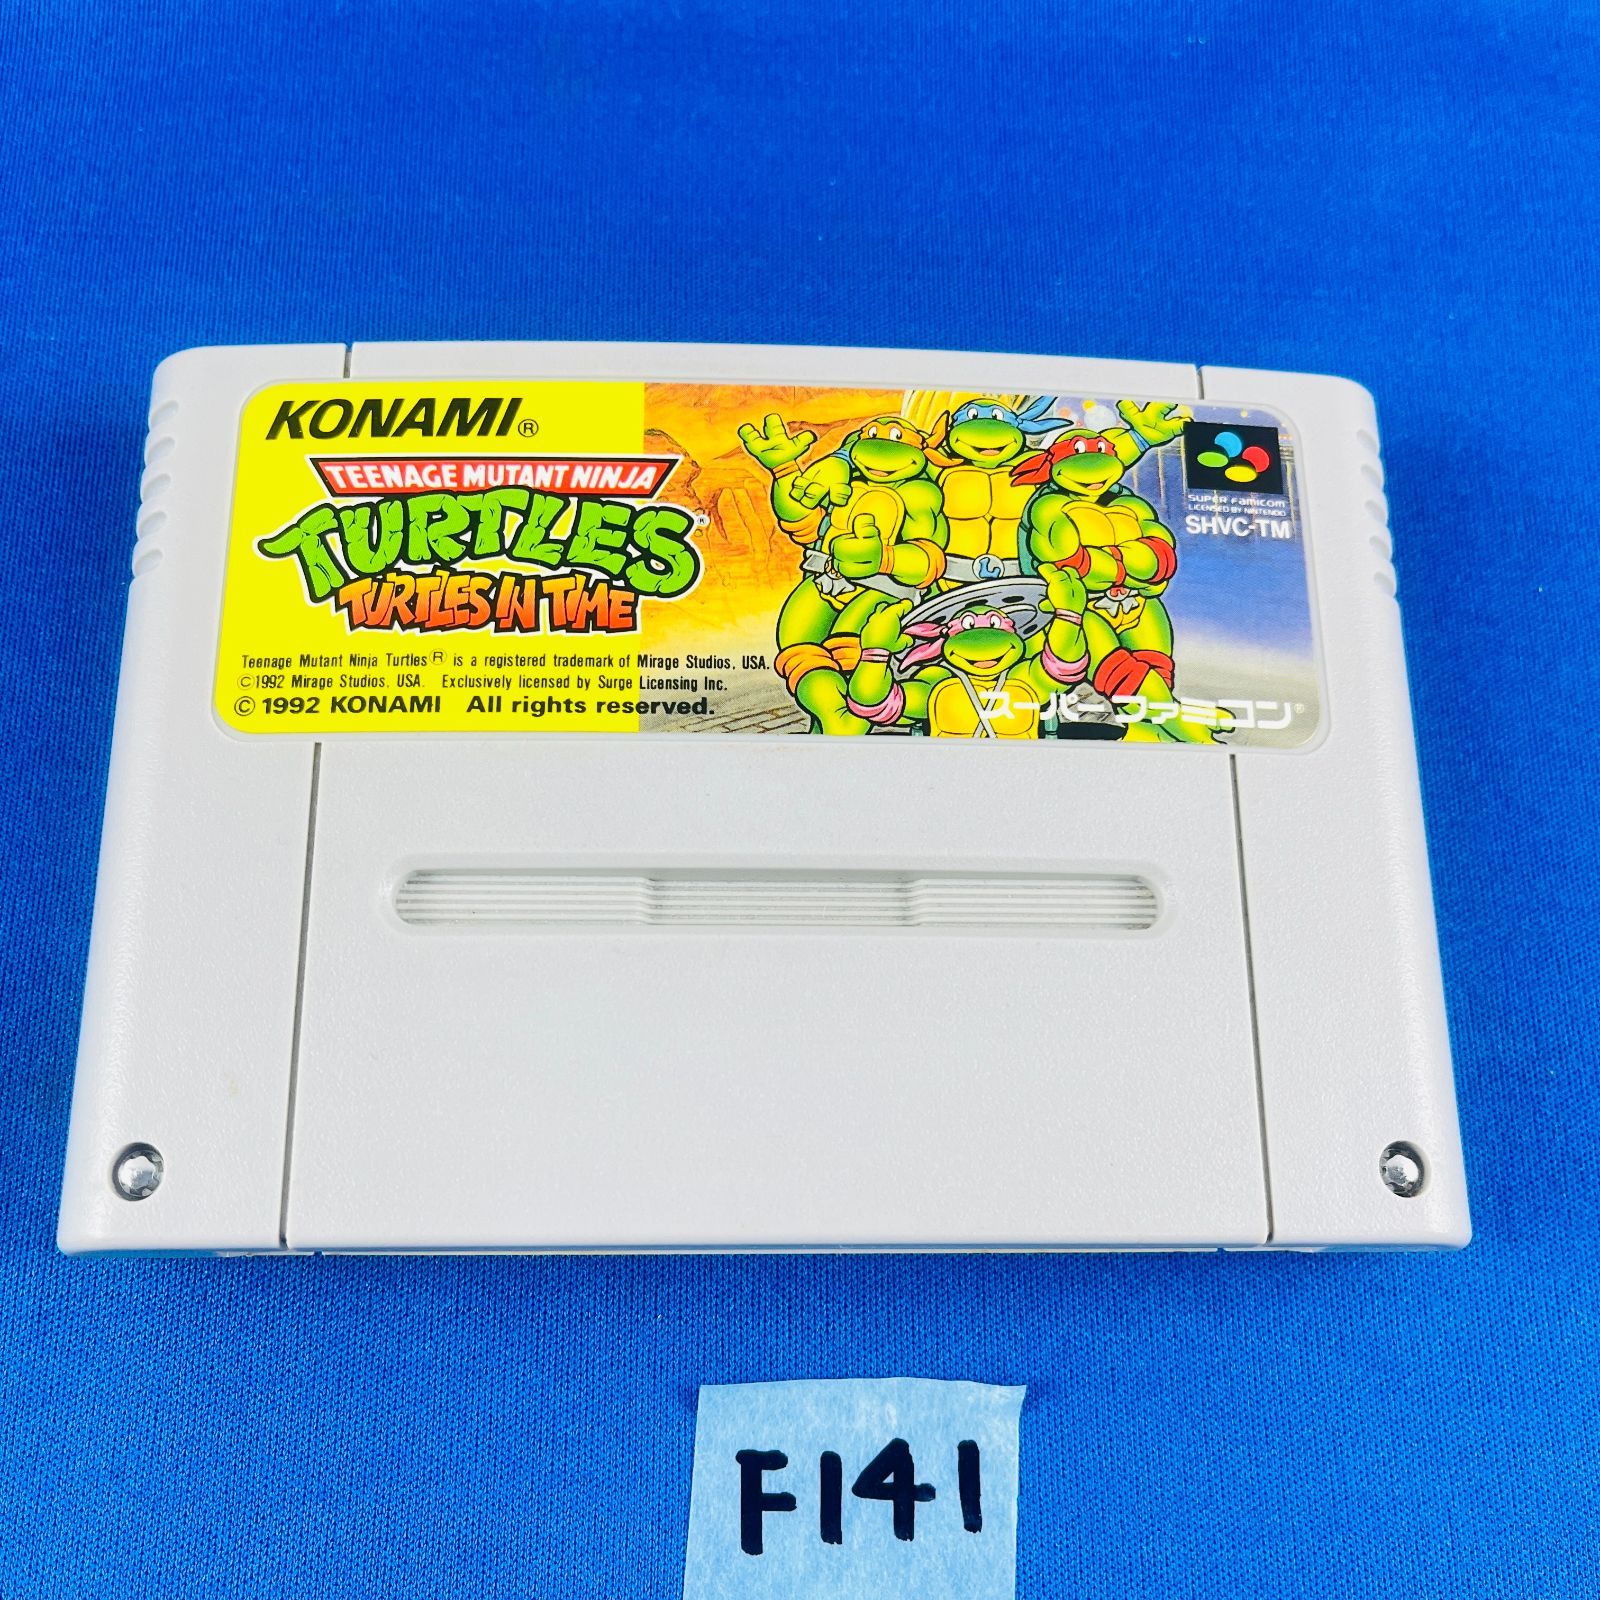 KONAMI®
TEENAGE MUTANT NINJA
TURTLES®
TURTLES IN TIME
Teenage Mutant Ninja Turtles® is a registered trademark of Mirage Studios, USA.
©1992 Mirage Studios, USA. Exclusively licensed by Surge Licensing Inc.
© 1992 KONAMI All rights reserved.
SUPER Famicom
LICENSED BY NINTENDO
SHVC-TM
スーパーファミコン®
F141